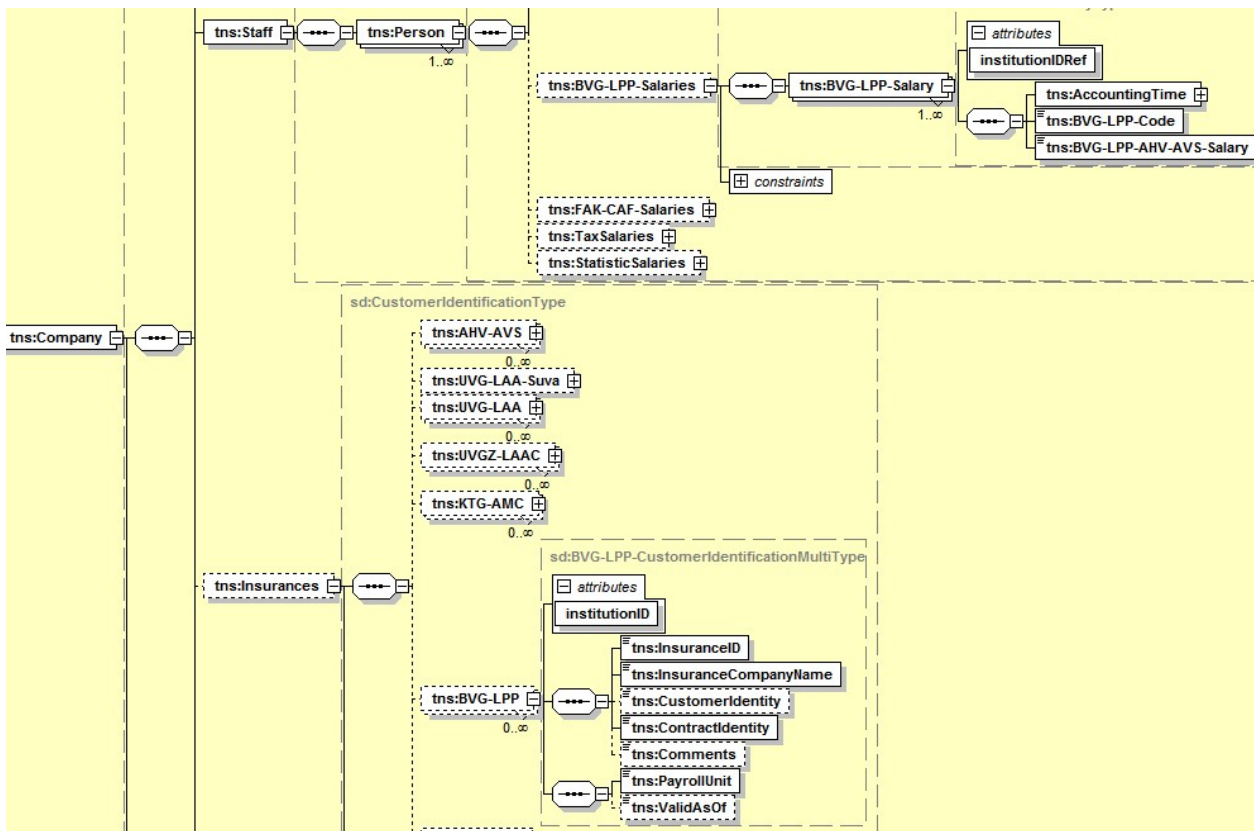 tns:Staff
tns:Person
1..∞
attributes
institutionIDRef
tns:BVG-LPP-Salaries
tns:BVG-LPP-Salary
1..∞
tns:AccountingTime
tns:BVG-LPP-Code
tns:BVG-LPP-AHV-AVS-Salary
constraints
tns:FAK-CAF-Salaries
tns:TaxSalaries
tns:StatisticSalaries
sd:CustomerIdentificationType
tns:Company
tns:AHV-AVS
0..∞
tns:UVG-LAA-Suva
tns:UVG-LAA
0..∞
tns:UVGZ-LAAC
0..∞
tns:KTG-AMC
0..∞
sd:BVG-LPP-CustomerIdentificationMultiType
tns:Insurances
attributes
institutionID
tns:InsuranceID
tns:InsuranceCompanyName
tns:BVG-LPP
0..∞
tns:CustomerIdentity
tns:ContractIdentity
tns:Comments
tns:PayrollUnit
tns:ValidAsOf